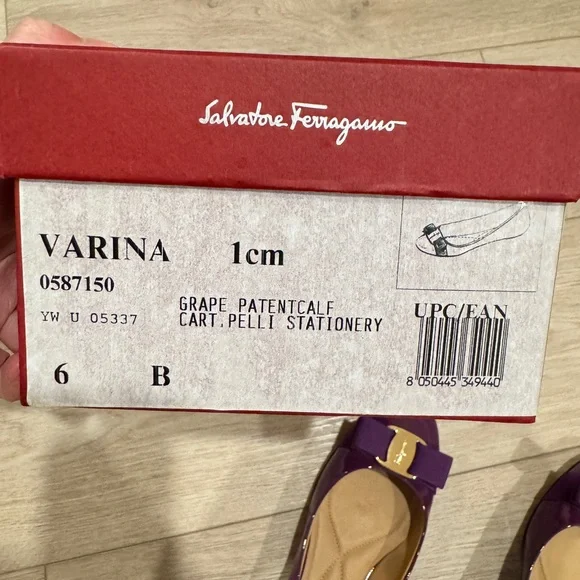 Salvatore Ferragamo
VARINA 1cm
0587150
YW U 05337
GRAPE PATENTCALF
CART.PELLI STATIONERY
6 B
UPC/EAN
8 050445 349440